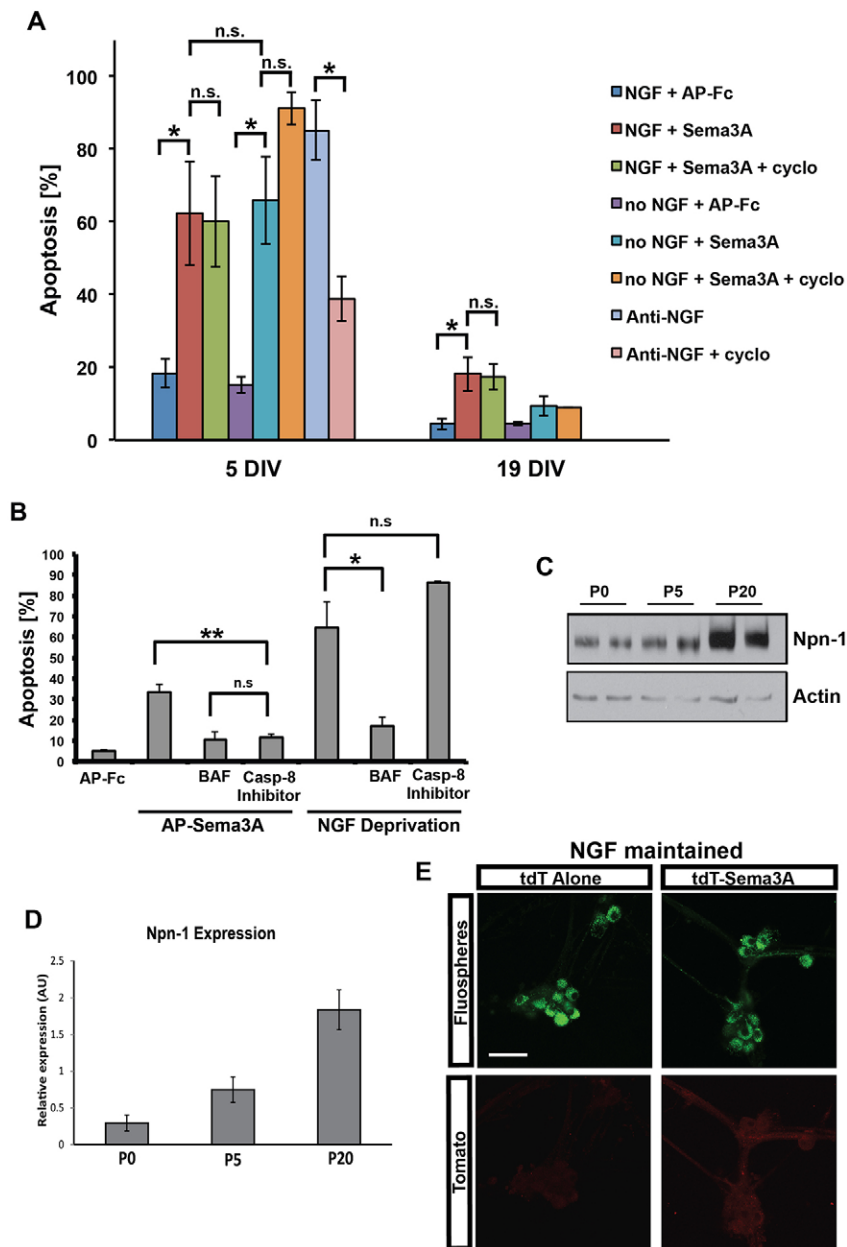 A
n.s.
n.s.
n.s.
*
*
*
100
80
60
40
20
0
Apoptosis [%]
*
n.s.
5 DIV
19 DIV
NGF + AP-Fc
NGF + Sema3A
NGF + Sema3A + cyclo
no NGF + AP-Fc
no NGF + Sema3A
no NGF + Sema3A + cyclo
Anti-NGF
Anti-NGF + cyclo
B
n.s
*
**
n.s
100
90
80
70
60
50
40
30
20
10
0
Apoptosis [%]
AP-Fc
BAF
Casp-8
Inhibitor
BAF
Casp-8
Inhibitor
AP-Sema3A
NGF Deprivation
C
P0
P5
P20
Npn-1
Actin
D
Npn-1 Expression
2.5
2
1.5
1
0.5
0
Relative expression (AU)
P0
P5
P20
E
NGF maintained
tdT Alone
tdT-Sema3A
Fluospheres
Tomato